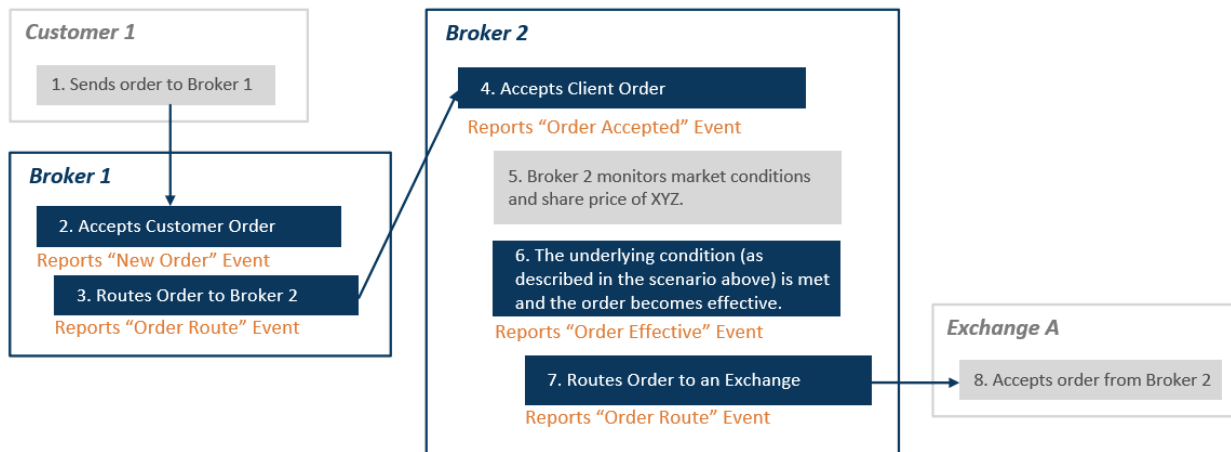 Customer 1
1. Sends order to Broker 1
Broker 1
2. Accepts Customer Order
Reports “New Order” Event
3. Routes Order to Broker 2
Reports “Order Route” Event
Broker 2
4. Accepts Client Order
Reports “Order Accepted” Event
5. Broker 2 monitors market conditions
and share price of XYZ.
6. The underlying condition (as
described in the scenario above) is met
and the order becomes effective.
Reports “Order Effective” Event
7. Routes Order to an Exchange
Reports “Order Route” Event
Exchange A
8. Accepts order from Broker 2